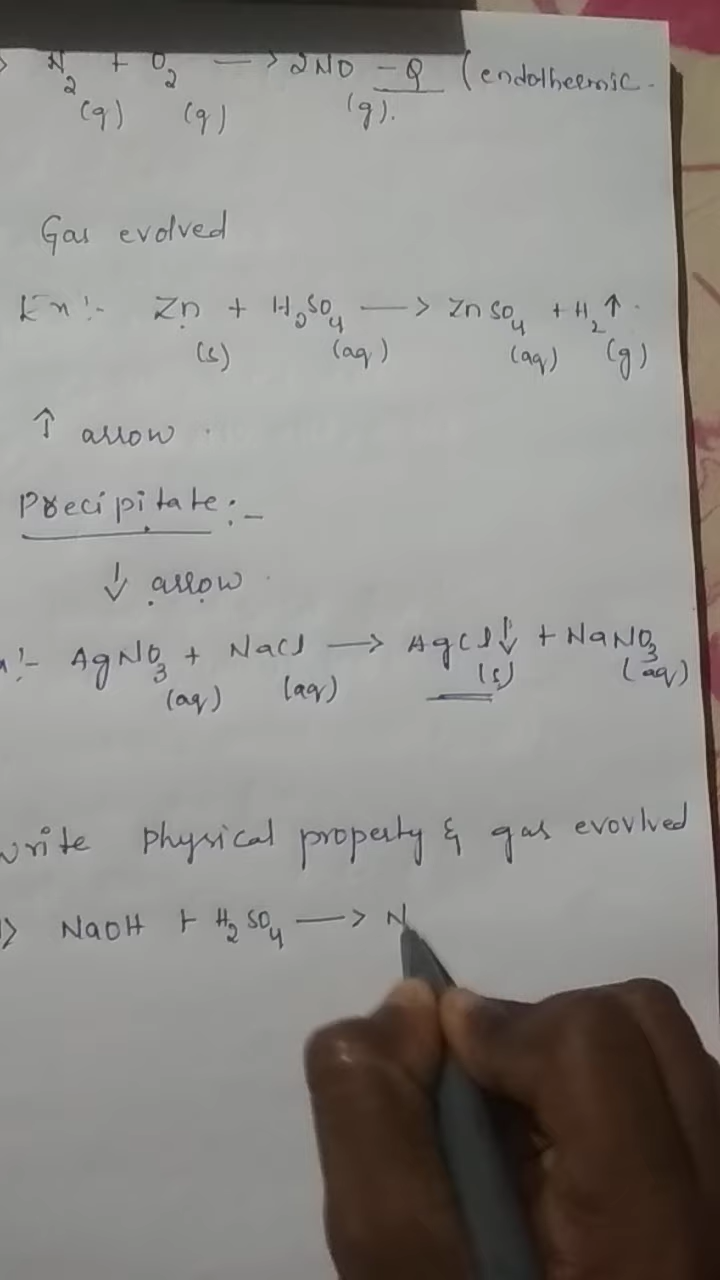 N2 + O2 → 2NO - Q (endothermic.
(g) (g) (g).
Gas evolved
Ex:- Zn + H2SO4 → ZnSO4 + H2↑.
(s) (aq) (aq) (g)
↑ arrow.
Precipitate:-
↓ arrow.
:- AgNO3 + NaCl → AgCl↓ + NaNO3
(aq) (aq) (s) (aq)
write physical property & gas evovlved
NaOH + H2SO4 → N